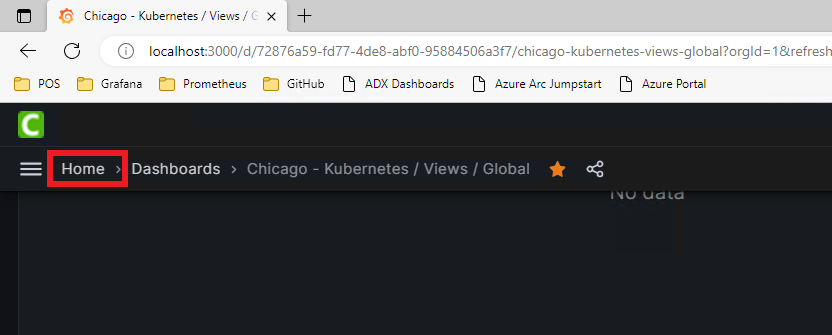 Chicago - Kubernetes / Views / G
localhost:3000/d/72876a59-fd77-4de8-abf0-95884506a3f7/chicago-kubernetes-views-global?orgId=1&refresh
POS Grafana Prometheus GitHub ADX Dashboards Azure Arc Jumpstart Azure Portal
C
Home › Dashboards › Chicago - Kubernetes / Views / Global
No data